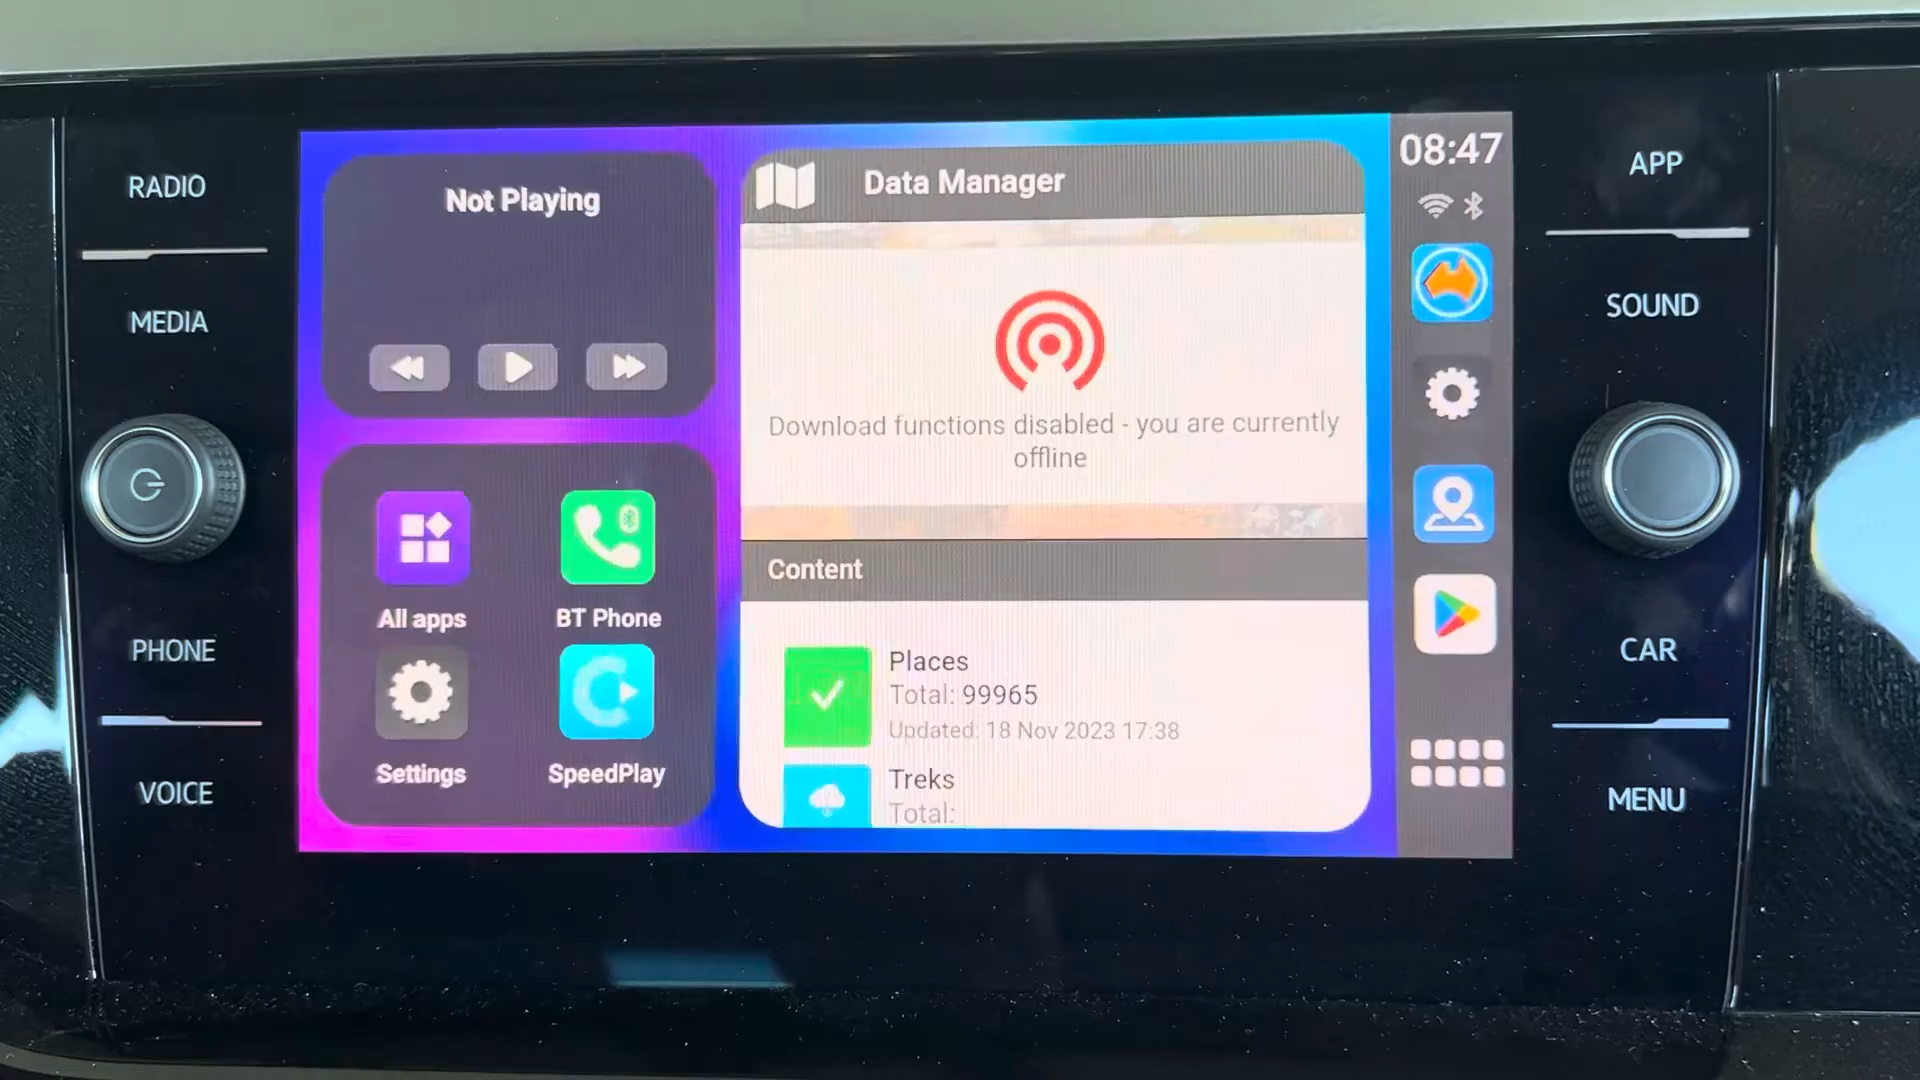 RADIO
MEDIA
PHONE
VOICE
Not Playing
All apps
BT Phone
Settings
SpeedPlay
Data Manager
Download functions disabled - you are currently
offline
Content
Places
Total: 99965
Updated: 18 Nov 2023 17:38
Treks
Total:
08:47
APP
SOUND
CAR
MENU